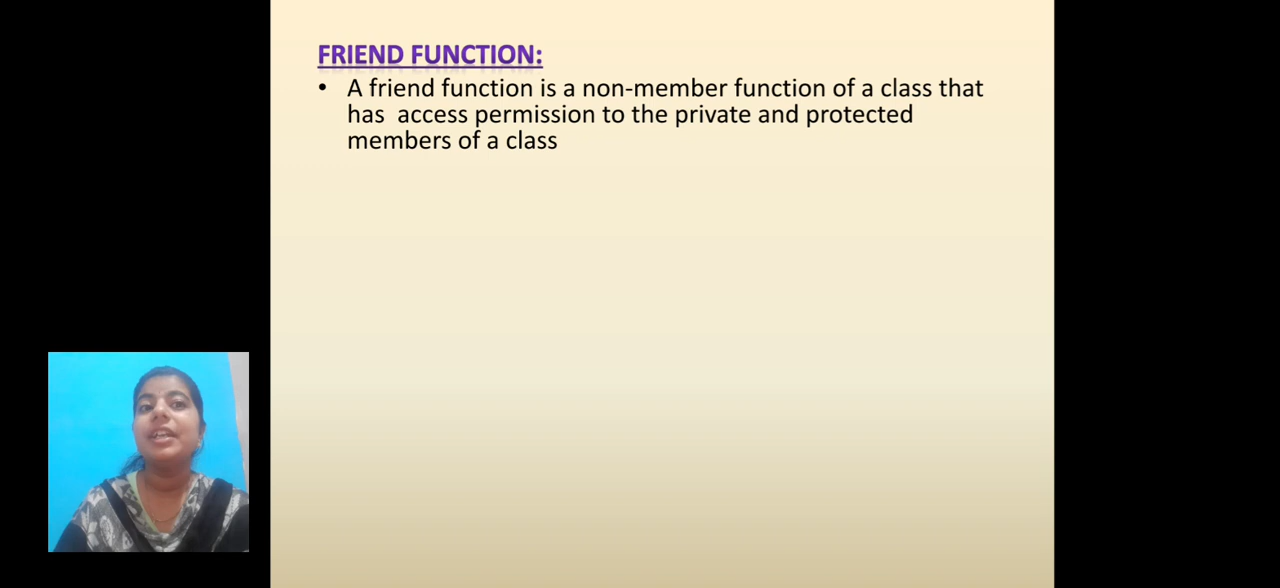 FRIEND FUNCTION:
• A friend function is a non-member function of a class that
has  access permission to the private and protected
members of a class